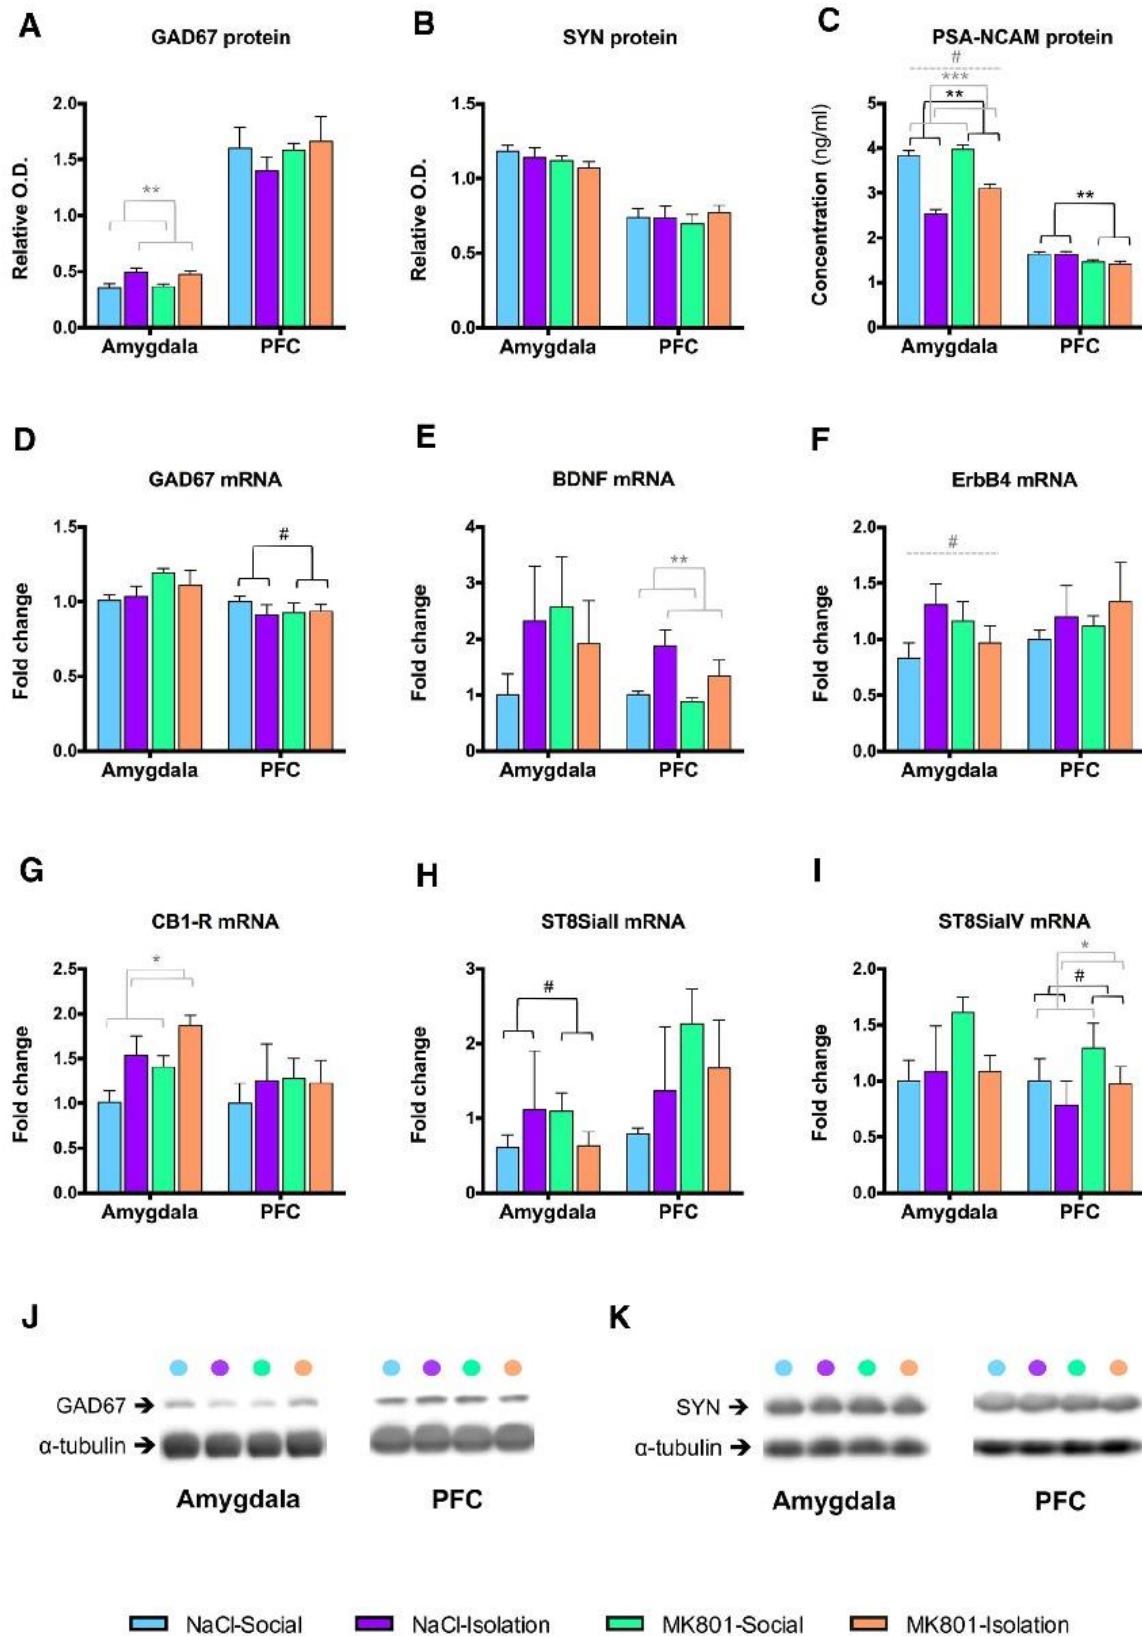 A
GAD67 protein
Relative O.D.
2.0
1.5
1.0
0.5
0.0
**
Amygdala
PFC
B
SYN protein
Relative O.D.
1.5
1.0
0.5
0.0
Amygdala
PFC
C
PSA-NCAM protein
Concentration (ng/ml)
5
4
3
2
1
0
#
***
**
**
Amygdala
PFC
D
GAD67 mRNA
Fold change
1.5
1.0
0.5
0.0
#
Amygdala
PFC
E
BDNF mRNA
Fold change
4
3
2
1
0
**
Amygdala
PFC
F
ErbB4 mRNA
Fold change
2.0
1.5
1.0
0.5
0.0
#
Amygdala
PFC
G
CB1-R mRNA
Fold change
2.5
2.0
1.5
1.0
0.5
0.0
*
Amygdala
PFC
H
ST8SiaII mRNA
Fold change
3
2
1
0
#
Amygdala
PFC
I
ST8SiaIV mRNA
Fold change
2.0
1.5
1.0
0.5
0.0
*
#
Amygdala
PFC
J
GAD67 ➔
α-tubulin ➔
Amygdala
PFC
K
SYN ➔
α-tubulin ➔
Amygdala
PFC
NaCl-Social
NaCl-Isolation
MK801-Social
MK801-Isolation